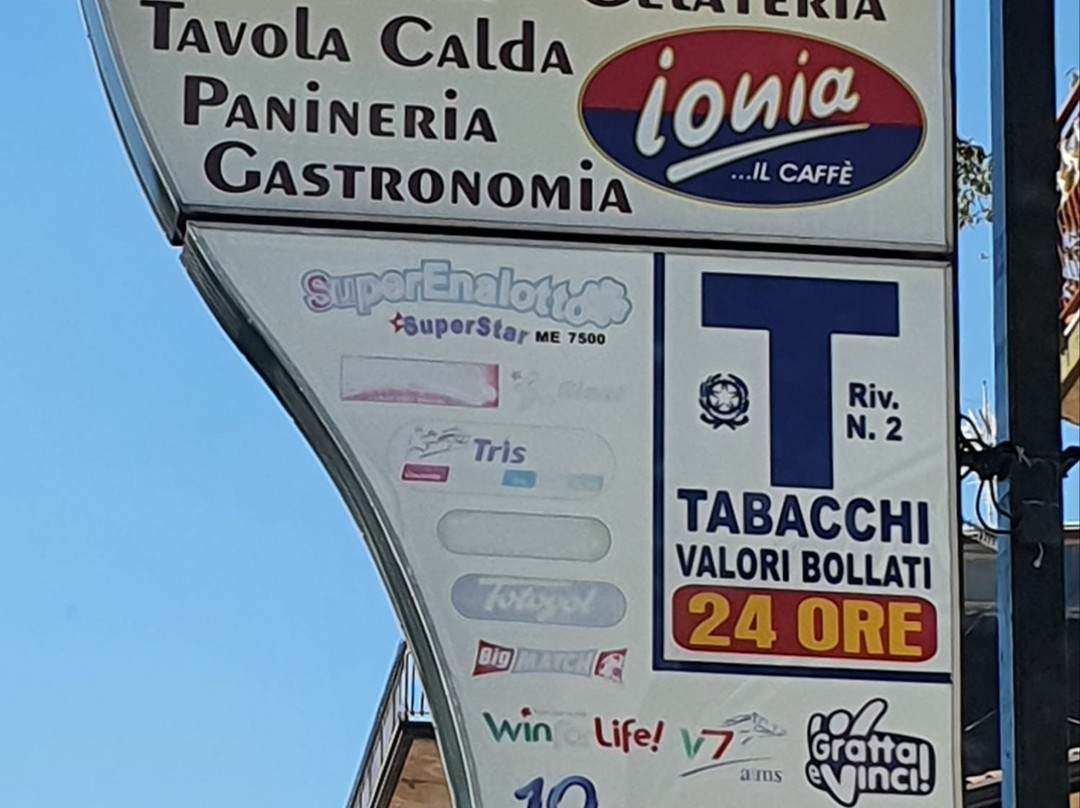 GELATERIA
TAVOLA CALDA
PANINERIA
GASTRONOMIA
ionia
...IL CAFFÈ
SuperEnalotto
SuperStar ME 7500
Tris
Totogol
BIG MATCH
Win for Life!
V7
aams
Gratta
e Vinci!
10
T
Riv.
N. 2
TABACCHI
VALORI BOLLATI
24 ORE